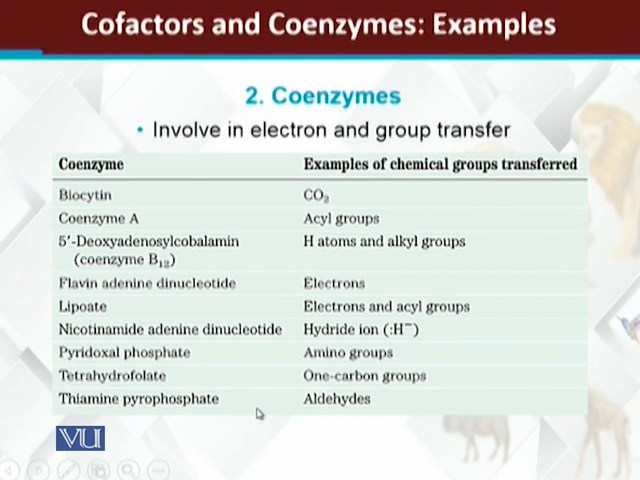 Cofactors and Coenzymes: Examples
2. Coenzymes
• Involve in electron and group transfer
Coenzyme Examples of chemical groups transferred
Biocytin CO₂
Coenzyme A Acyl groups
5′-Deoxyadenosylcobalamin H atoms and alkyl groups
(coenzyme B₁₂)
Flavin adenine dinucleotide Electrons
Lipoate Electrons and acyl groups
Nicotinamide adenine dinucleotide Hydride ion (:H⁻)
Pyridoxal phosphate Amino groups
Tetrahydrofolate One-carbon groups
Thiamine pyrophosphate Aldehydes
VU